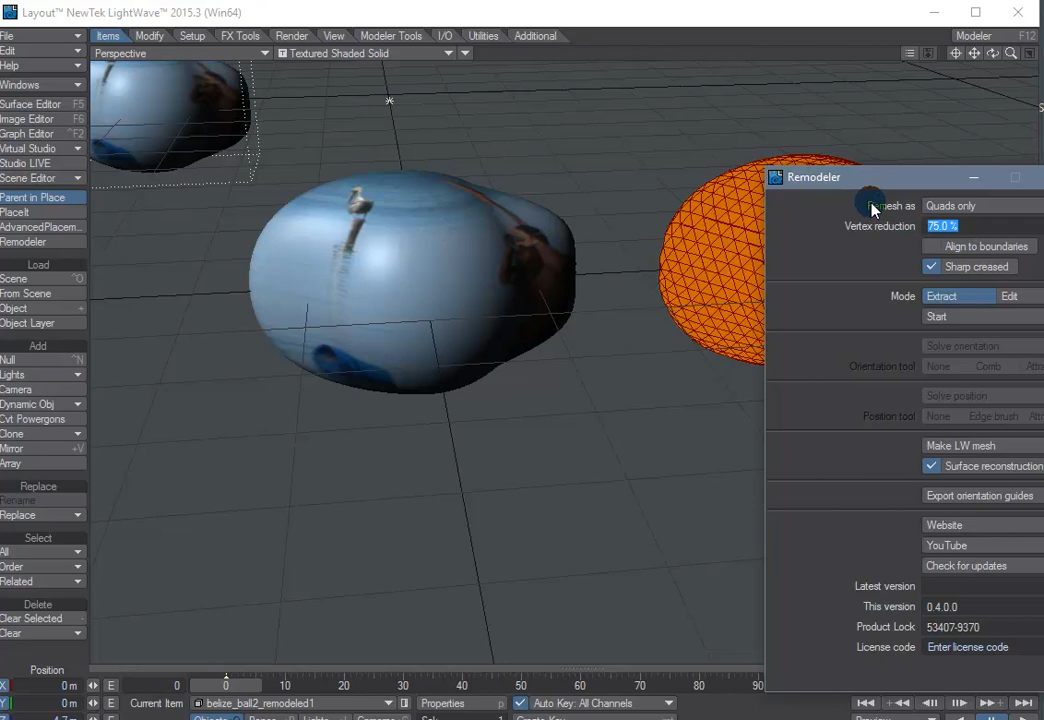 Layout™ NewTek LightWave™ 2015.3 (Win64)
File
Items Modify Setup FX Tools Render View Modeler Tools I/O Utilities Additional Modeler F12
Edit
Perspective Textured Shaded Solid
Help
Windows
Surface Editor F5
Image Editor F6
Graph Editor ^F2
Virtual Studio
Studio LIVE
Scene Editor
Parent in Place
PlaceIt
AdvancedPlacem...
Remodeler
Load
Scene ^O
From Scene
Object +
Object Layer
Add
Null ^N
Lights
Camera
Dynamic Obj
Cvt Powergons
Clone
Mirror +V
Array
Replace
Rename
Replace
Select
All
Order
Related
Delete
Clear Selected -
Clear
Remodeler
Remesh as Quads only
Vertex reduction 75.0 %
Align to boundaries
Sharp creased
Mode Extract Edit
Start
Solve orientation
Orientation tool None Comb Attr
Solve position
Position tool None Edge brush Attr
Make LW mesh
Surface reconstruction
Export orientation guides
Website
YouTube
Check for updates
Latest version
This version 0.4.0.0
Product Lock 53407-9370
License code Enter license code
Position
X 0 m E 0 0 10 20 30 40 50 60 70 80 90
Y 0 m E Current Item belize_ball2_remodeled1 Properties p Auto Key: All Channels